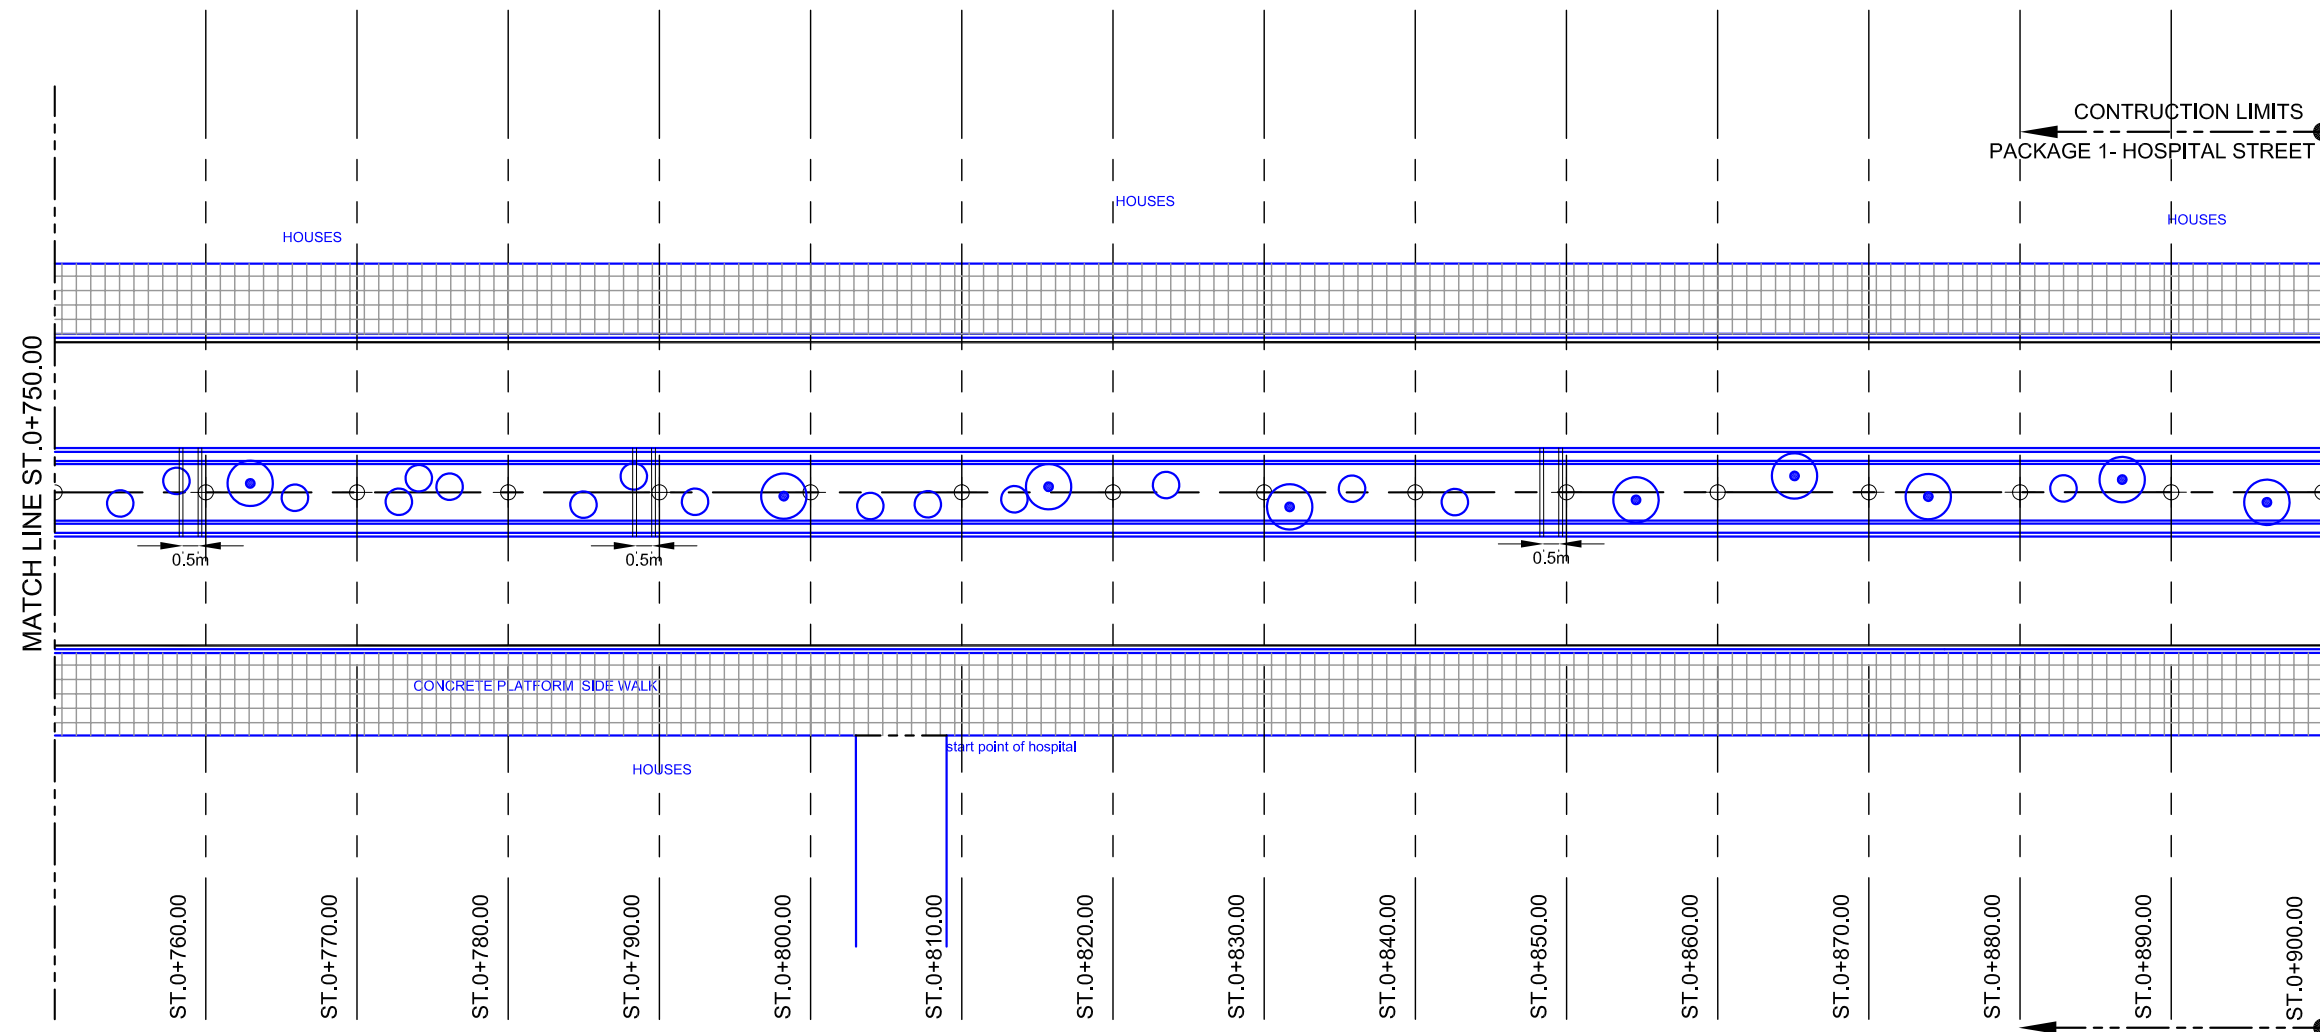 CONTRUCTION LIMITS
PACKAGE 1- HOSPITAL STREET
HOUSES
HOUSES
HOUSES
MATCH LINE ST.0+750.00
0.5m
0.5m
0.5m
CONCRETE PLATFORM SIDE WALK
start point of hospital
HOUSES
ST.0+760.00
ST.0+770.00
ST.0+780.00
ST.0+790.00
ST.0+800.00
ST.0+810.00
ST.0+820.00
ST.0+830.00
ST.0+840.00
ST.0+850.00
ST.0+860.00
ST.0+870.00
ST.0+880.00
ST.0+890.00
ST.0+900.00